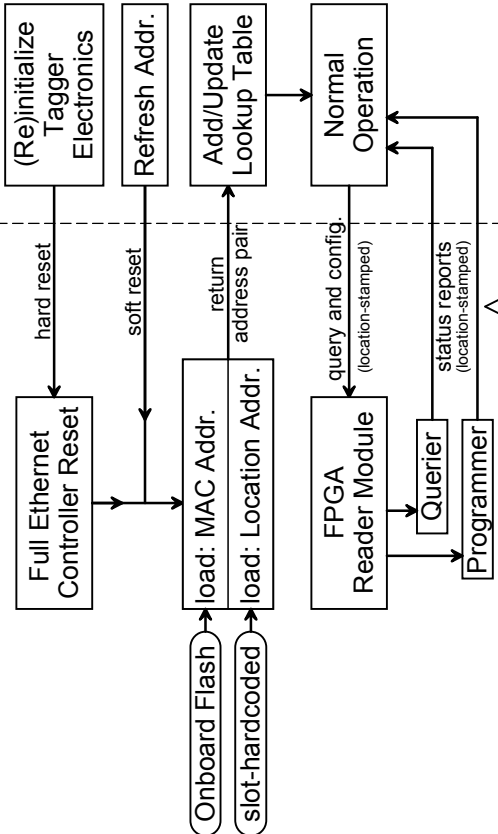 (Re)initialize
Tagger
Electronics
hard reset
Full Ethernet
Controller Reset
Refresh Addr.
soft reset
Onboard Flash
load: MAC Addr.
slot-hardcoded
load: Location Addr.
return
address pair
Add/Update
Lookup Table
Normal
Operation
query and config.
(location-stamped)
FPGA
Reader Module
Querier
status reports
(location-stamped)
Programmer